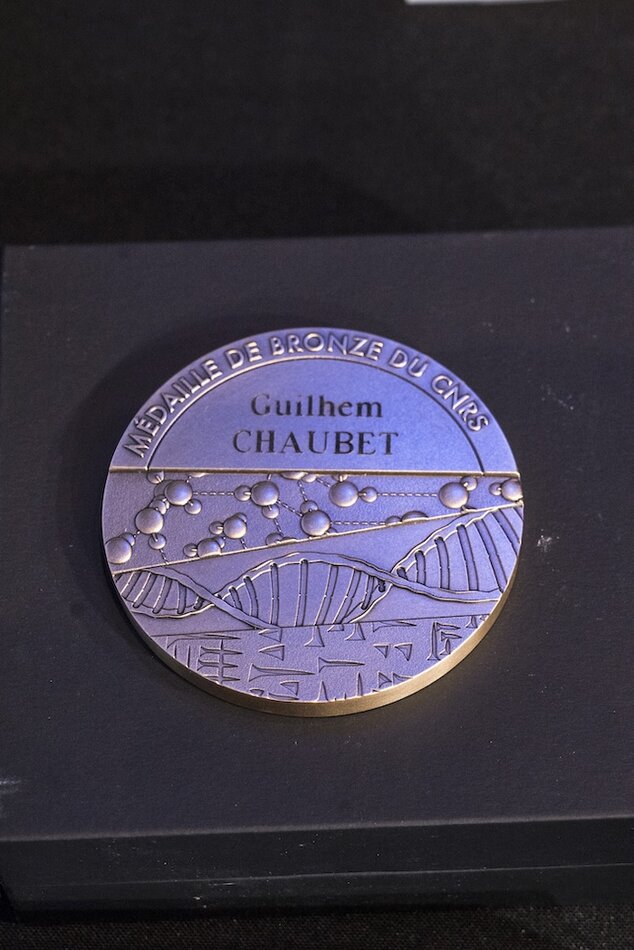 MÉDAILLE DE BRONZE DU CNRS
Guilhem
CHAUBET